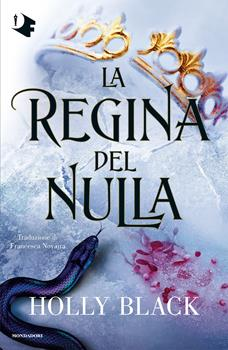 LA
REGINA
DEL
NULLA
Traduzione di
Francesca Novajra
HOLLY BLACK
MONDADORI